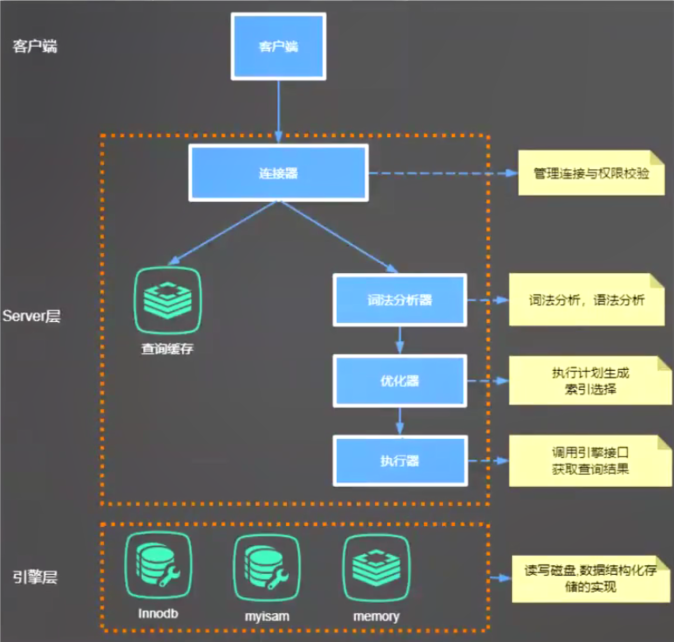 客户端
客户端
连接器
管理连接与权限校验
Server层
查询缓存
词法分析器
词法分析，语法分析
优化器
执行计划生成
索引选择
执行器
调用引擎接口
获取查询结果
引擎层
Innodb
myisam
memory
读写磁盘,数据结构化存
储的实现